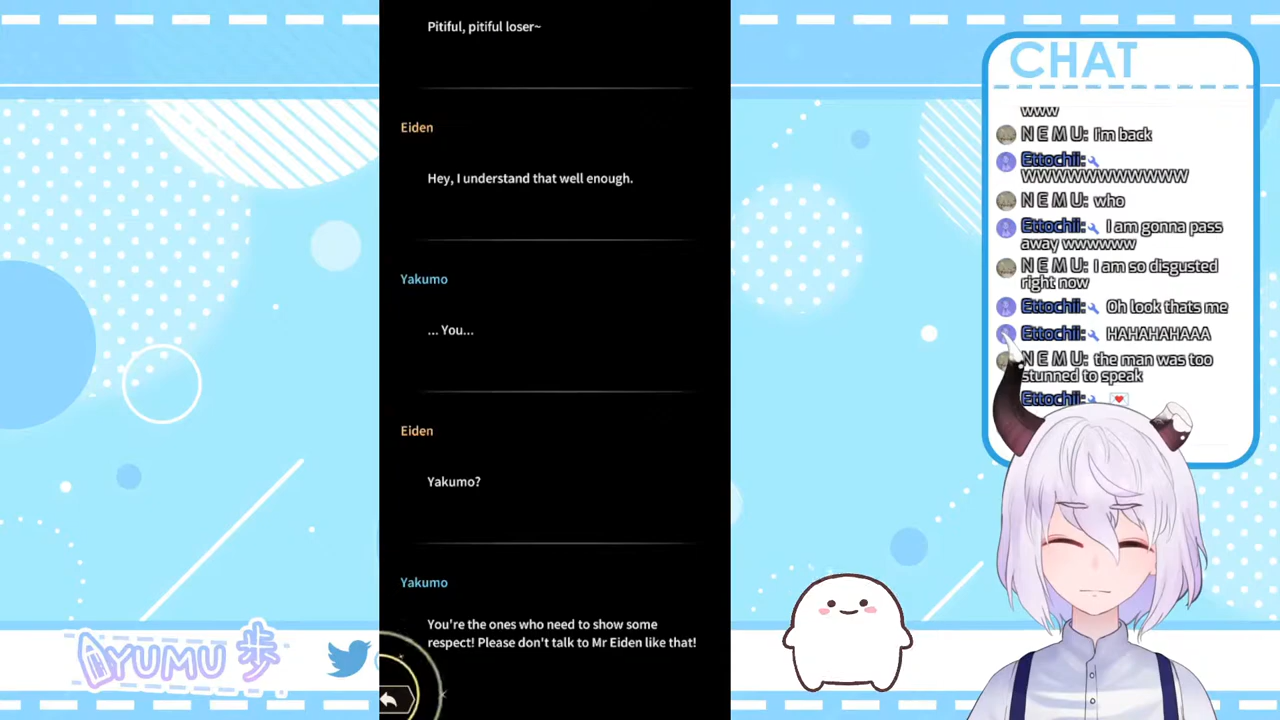 Pitiful, pitiful loser~
Eiden
Hey, I understand that well enough.
Yakumo
... You...
Eiden
Yakumo?
Yakumo
You're the ones who need to show some
respect! Please don't talk to Mr Eiden like that!
CHAT
www
N E M U: I'm back
Ettochii:
WWWWWWWWWWWW
N E M U: who
Ettochii: I am gonna pass
away wwwwww
N E M U: I am so disgusted
right now
Ettochii: Oh look thats me
Ettochii: HAHAHAHAAA
N E M U: the man was too
stunned to speak
Ettochii:
AYUMU 歩